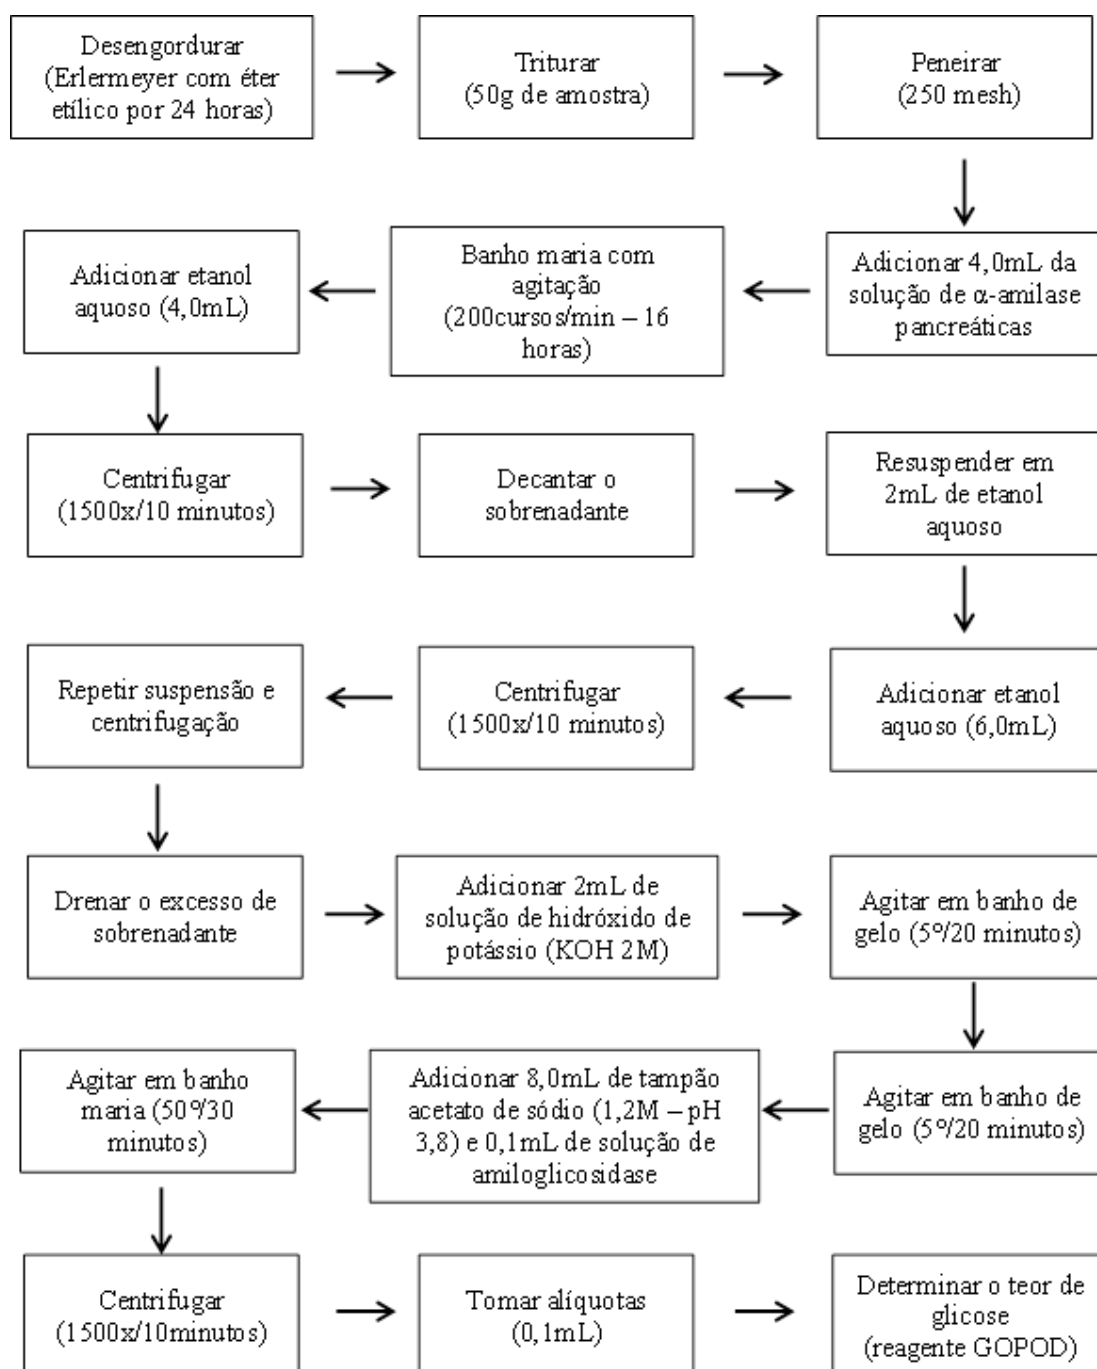 Desengordurar
(Erlermeyer com éter
etílico por 24 horas)
Triturar
(50g de amostra)
Peneirar
(250 mesh)
Adicionar 4,0mL da
solução de α-amilase
pancreáticas
Banho maria com
agitação
(200cursos/min – 16
horas)
Adicionar etanol
aquoso (4,0mL)
Centrifugar
(1500x/10 minutos)
Decantar o
sobrenadante
Resuspender em
2mL de etanol
aquoso
Adicionar etanol
aquoso (6,0mL)
Centrifugar
(1500x/10 minutos)
Repetir suspensão e
centrifugação
Drenar o excesso de
sobrenadante
Adicionar 2mL de
solução de hidróxido de
potássio (KOH 2M)
Agitar em banho de
gelo (5º/20 minutos)
Agitar em banho de
gelo (5º/20 minutos)
Adicionar 8,0mL de tampão
acetato de sódio (1,2M – pH
3,8) e 0,1mL de solução de
amiloglicosidase
Agitar em banho
maria (50º/30
minutos)
Centrifugar
(1500x/10minutos)
Tomar alíquotas
(0,1mL)
Determinar o teor de
glicose
(reagente GOPOD)